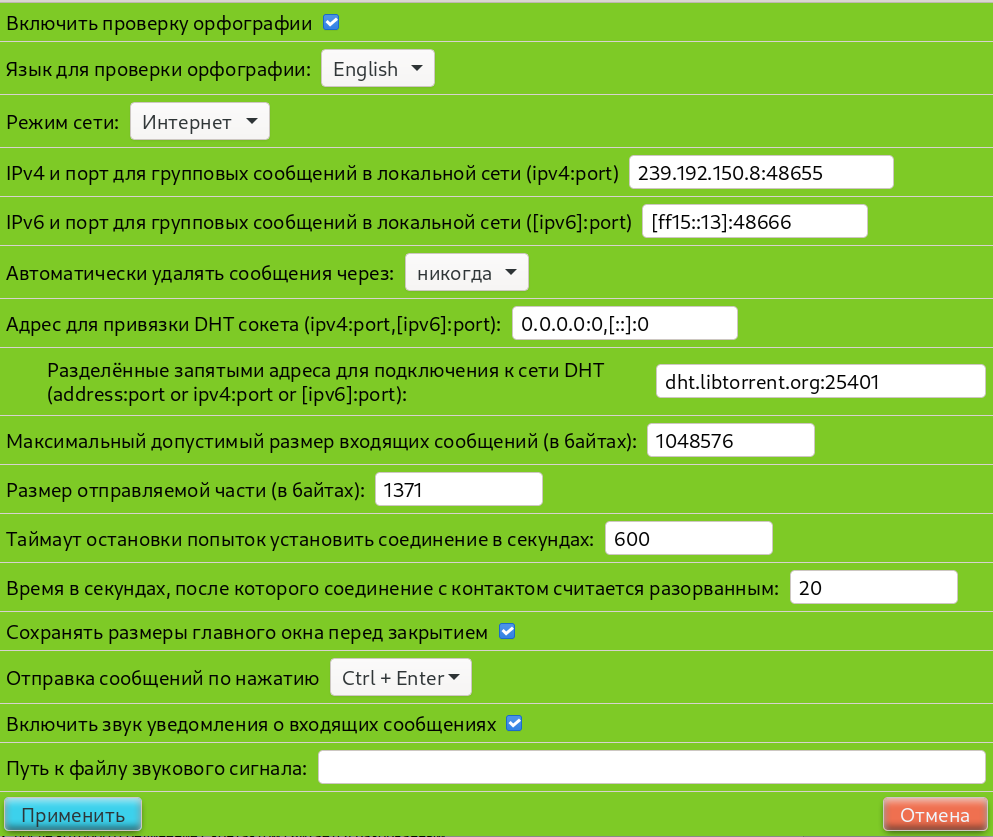 Включить проверку орфографии
Язык для проверки орфографии: English
Режим сети: Интернет
IPv4 и порт для групповых сообщений в локальной сети (ipv4:port) 239.192.150.8:48655
IPv6 и порт для групповых сообщений в локальной сети ([ipv6]:port) [ff15::13]:48666
Автоматически удалять сообщения через: никогда
Адрес для привязки DHT сокета (ipv4:port,[ipv6]:port): 0.0.0.0:0,[::]:0
Разделённые запятыми адреса для подключения к сети DHT
(address:port or ipv4:port or [ipv6]:port): dht.libtorrent.org:25401
Максимальный допустимый размер входящих сообщений (в байтах): 1048576
Размер отправляемой части (в байтах): 1371
Таймаут остановки попыток установить соединение в секундах: 600
Время в секундах, после которого соединение с контактом считается разорванным: 20
Сохранять размеры главного окна перед закрытием
Отправка сообщений по нажатию Ctrl + Enter
Включить звук уведомления о входящих сообщениях
Путь к файлу звукового сигнала:
Применить Отмена